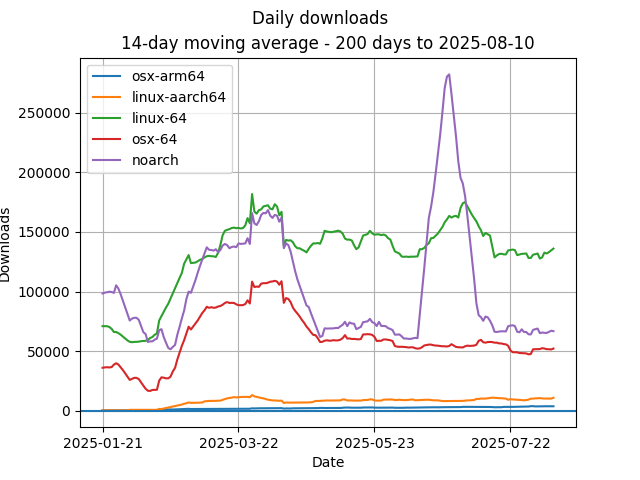 Daily downloads
14-day moving average - 200 days to 2025-08-10
osx-arm64
linux-aarch64
linux-64
osx-64
noarch
250000
200000
150000
100000
50000
0
Downloads
2025-01-21
2025-03-22
2025-05-23
2025-07-22
Date